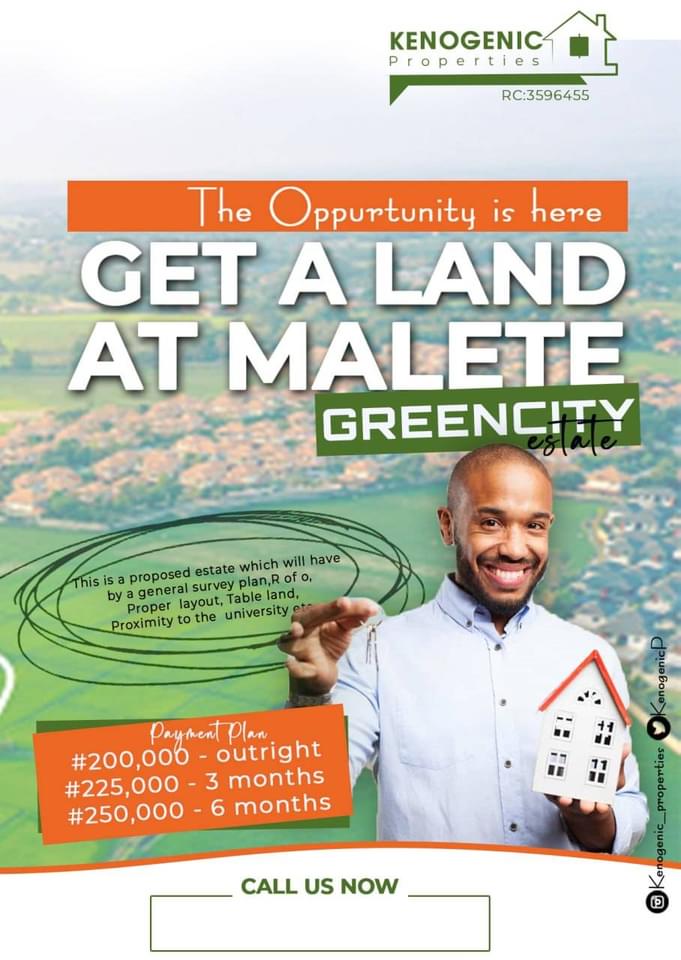 KENOGENIC
Properties
RC:3596455
The Oppurtunity is here
GET A LAND
AT MALETE
GREENCITY
estate
This is a proposed estate which will have
by a general survey plan,R of o,
Proper layout, Table land,
Proximity to the university etc
Payment Plan
#200,000 - outright
#225,000 - 3 months
#250,000 - 6 months
CALL US NOW
Kenogenic_properties
KenogenicP